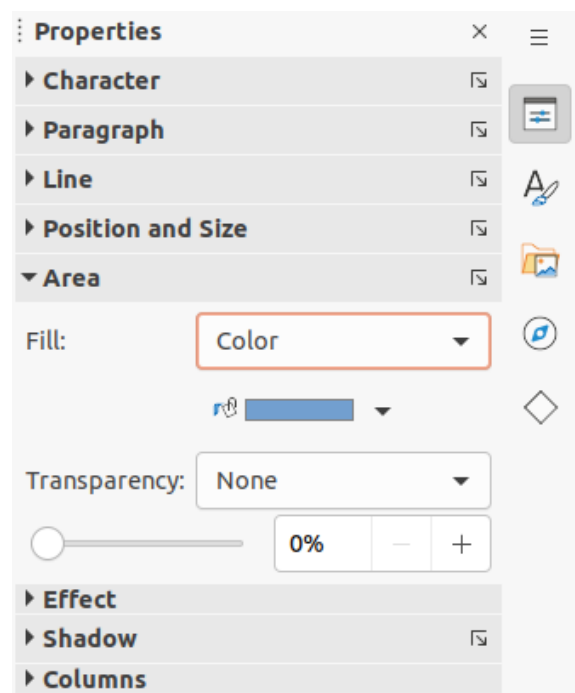 Properties
Character
Paragraph
Line
Position and Size
Area
Fill: Color
Transparency: None
0%
Effect
Shadow
Columns